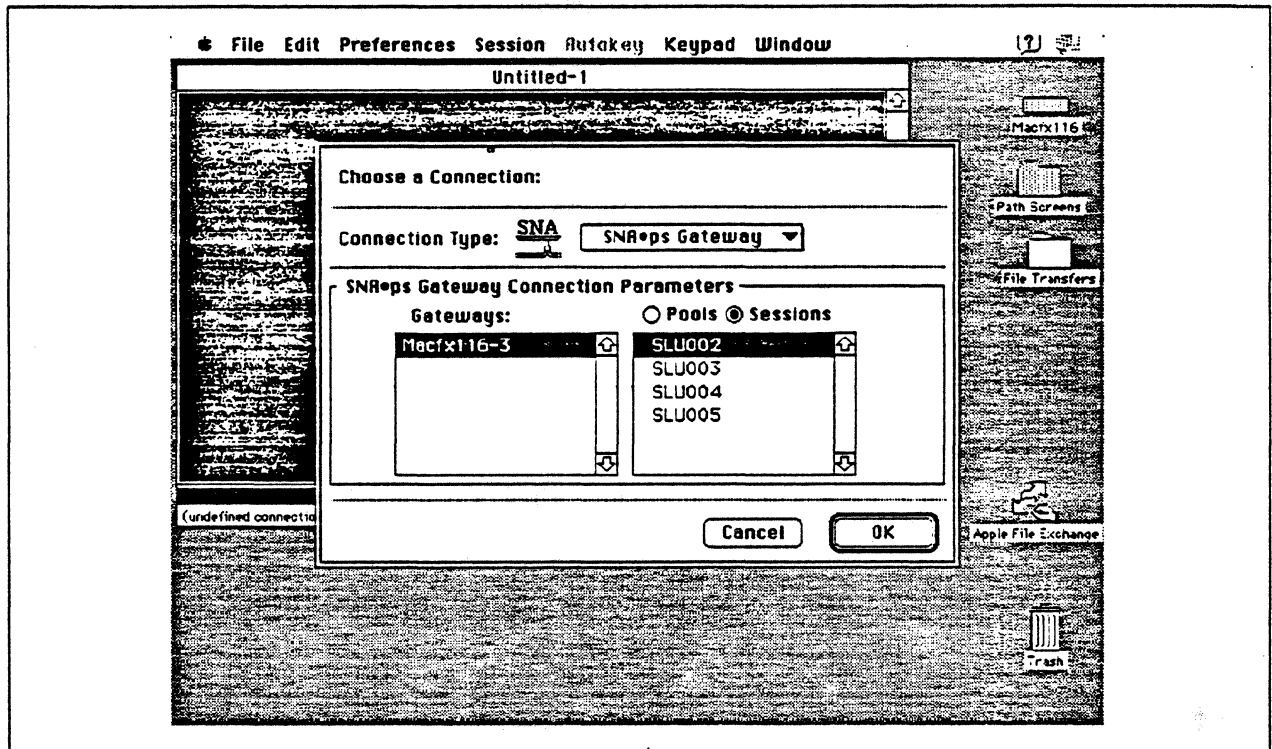 File Edit Preferences Session Autokey Keypad Window
Untitled-1
Macfx116
Path Screens
File Transfers
Choose a Connection:
Connection Type: SNA SNA•ps Gateway
SNA•ps Gateway Connection Parameters
Gateways: Pools Sessions
Macfx116-3 SLU002
SLU003
SLU004
SLU005
(undefined connectio
Cancel OK
Apple File Exchange
Trash